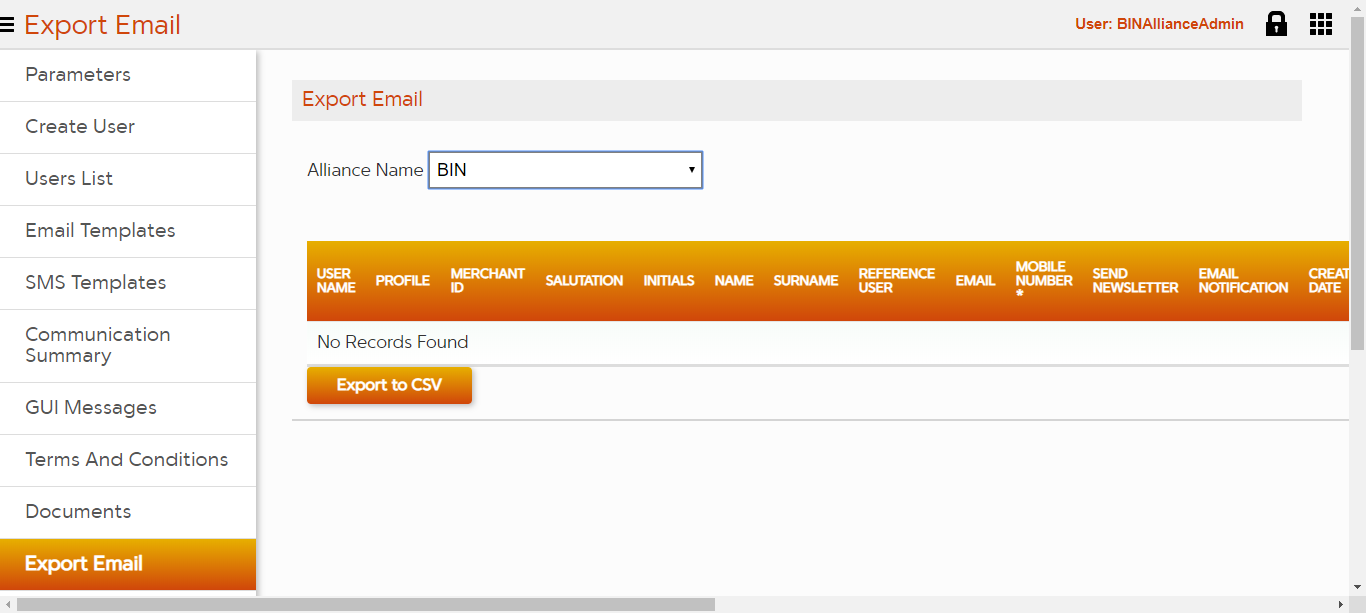 Export Email
User: BINAllianceAdmin
Parameters
Create User
Users List
Email Templates
SMS Templates
Communication
Summary
GUI Messages
Terms And Conditions
Documents
Export Email
Export Email
Alliance Name BIN
USER
NAME
PROFILE
MERCHANT
ID
SALUTATION
INITIALS
NAME
SURNAME
REFERENCE
USER
EMAIL
MOBILE
NUMBER
*
SEND
NEWSLETTER
EMAIL
NOTIFICATION
CREAT
DATE
No Records Found
Export to CSV